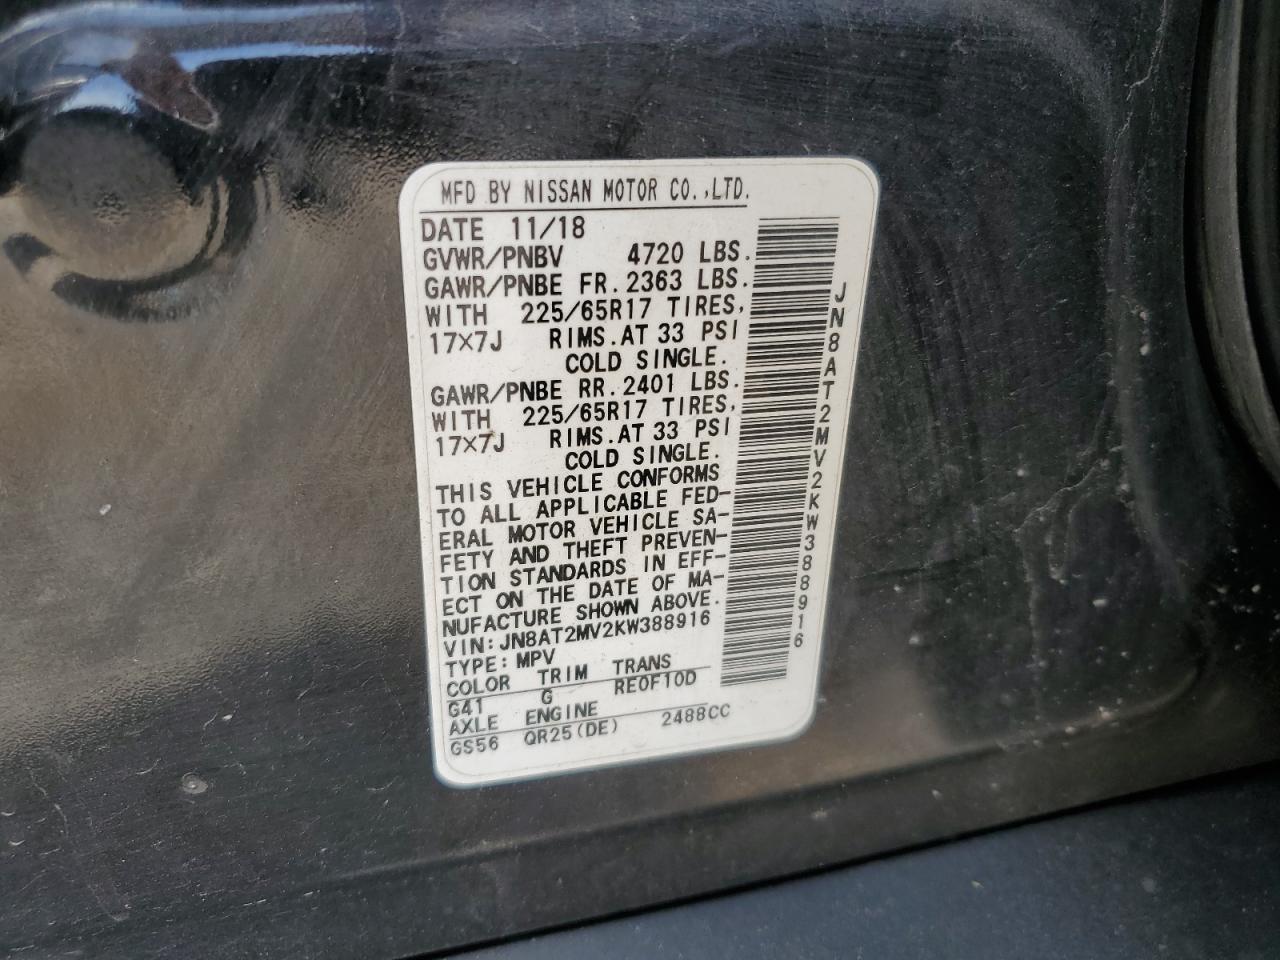 MFD BY NISSAN MOTOR CO.,LTD.
DATE 11/18
GVWR/PNBV 4720 LBS.
GAWR/PNBE FR. 2363 LBS.
WITH 225/65R17 TIRES,
17×7J RIMS. AT 33 PSI
COLD SINGLE.
GAWR/PNBE RR. 2401 LBS.
WITH 225/65R17 TIRES,
17×7J RIMS. AT 33 PSI
COLD SINGLE.
THIS VEHICLE CONFORMS
TO ALL APPLICABLE FED-
ERAL MOTOR VEHICLE SA-
FETY AND THEFT PREVEN-
TION STANDARDS IN EFF-
ECT ON THE DATE OF MA-
NUFACTURE SHOWN ABOVE.
VIN: JN8AT2MV2KW388916
TYPE: MPV
COLOR TRIM TRANS
G41 G RE0F10D
AXLE ENGINE
GS56 QR25(DE) 2488CC
JN8AT2MV2KW388916